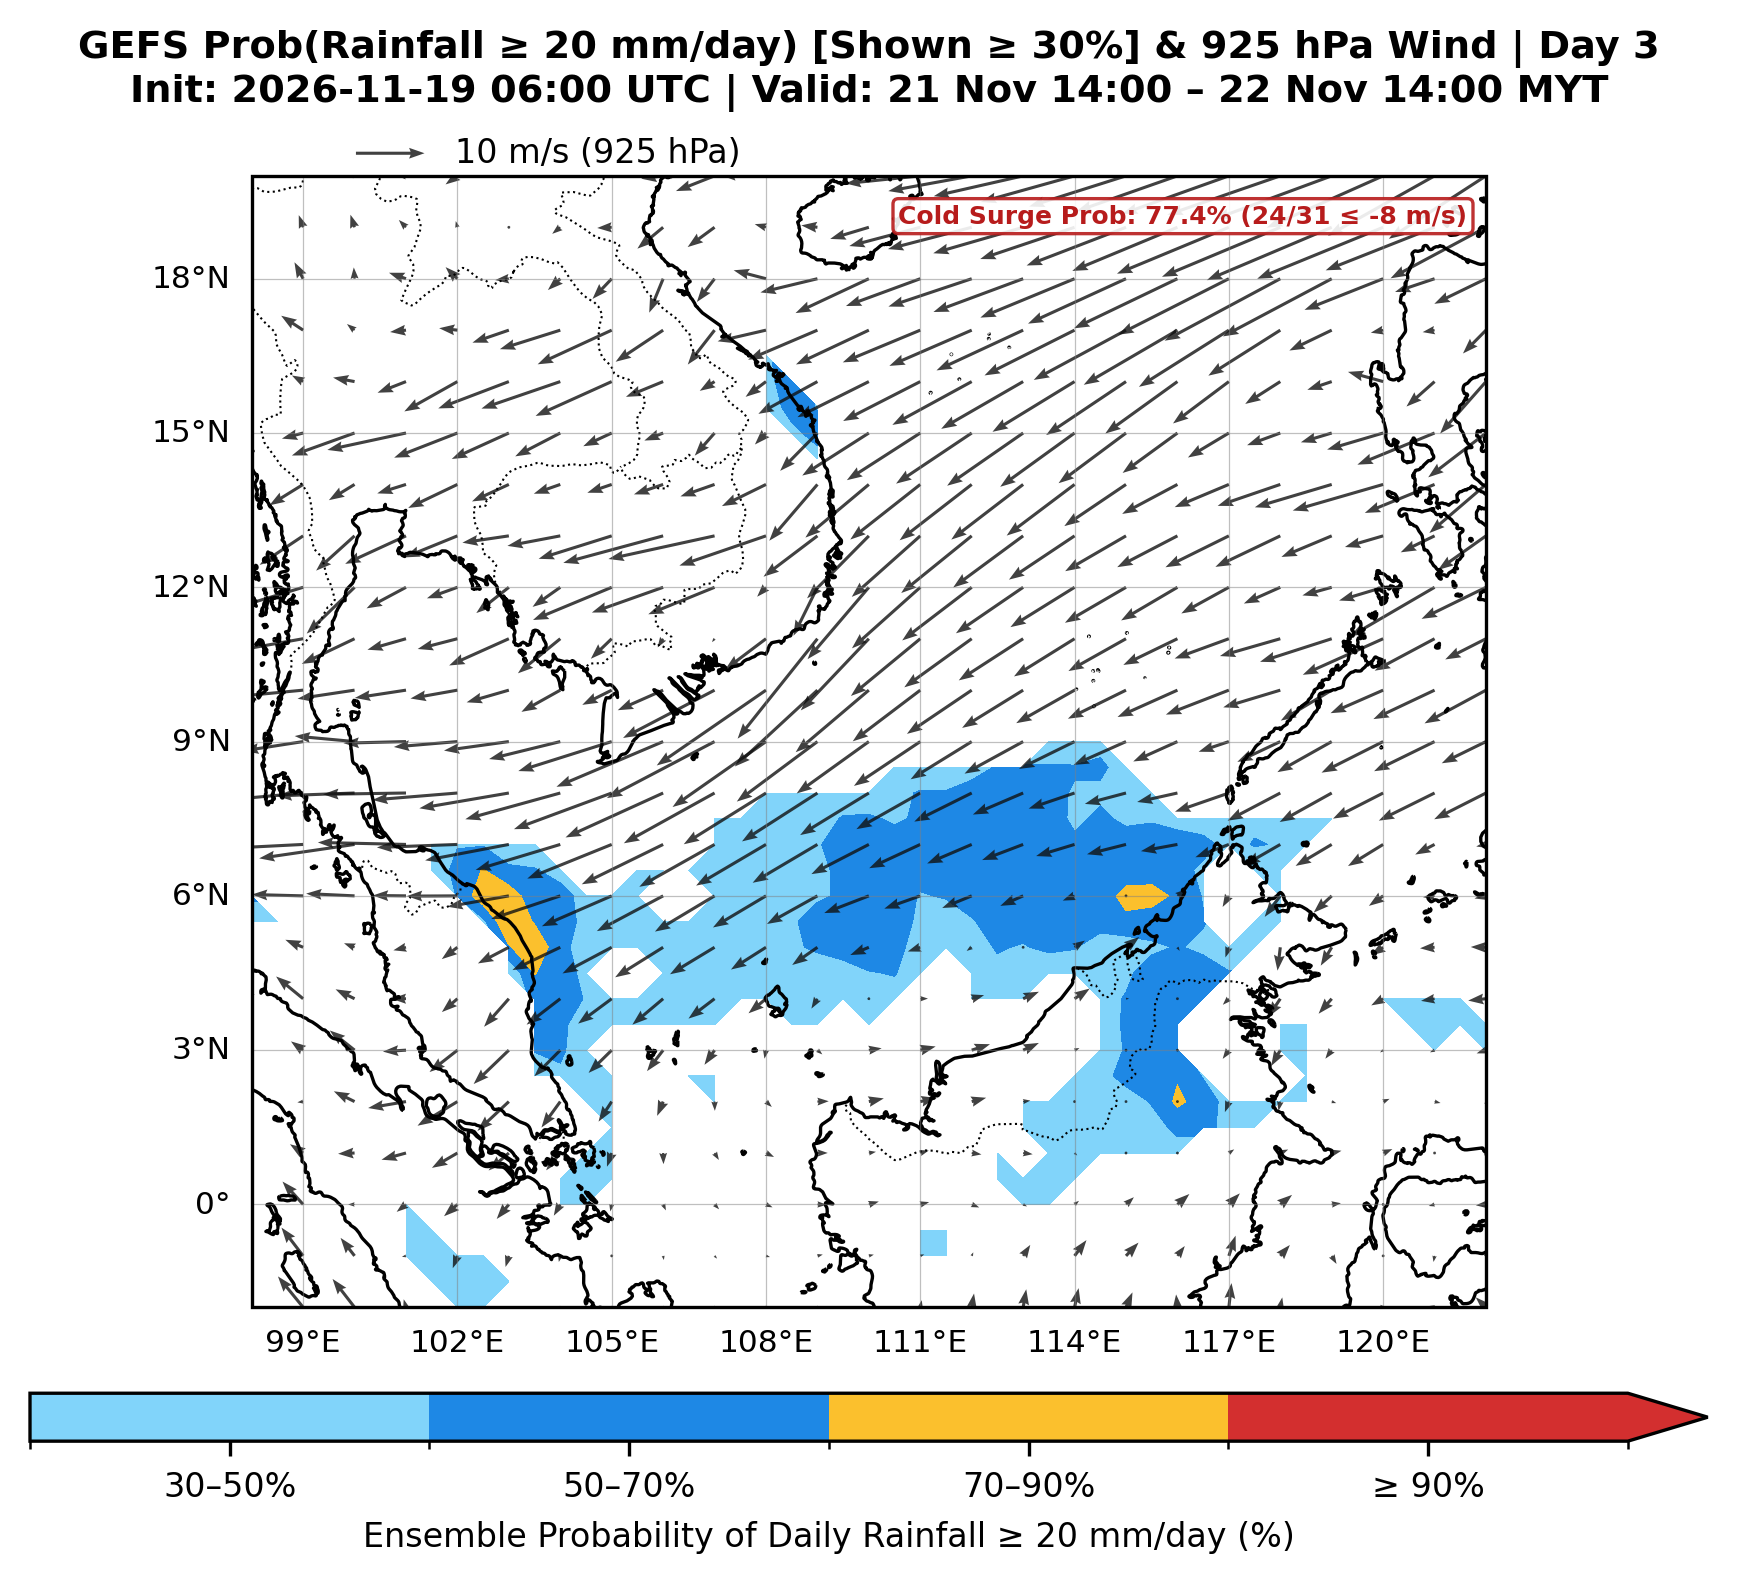 GEFS Prob(Rainfall ≥ 20 mm/day) [Shown ≥ 30%] & 925 hPa Wind | Day 3
Init: 2026-11-19 06:00 UTC | Valid: 21 Nov 14:00 – 22 Nov 14:00 MYT
10 m/s (925 hPa)
Cold Surge Prob: 77.4% (24/31 ≤ -8 m/s)
18°N
15°N
12°N
9°N
6°N
3°N
0°
99°E 102°E 105°E 108°E 111°E 114°E 117°E 120°E
30–50% 50–70% 70–90% ≥ 90%
Ensemble Probability of Daily Rainfall ≥ 20 mm/day (%)